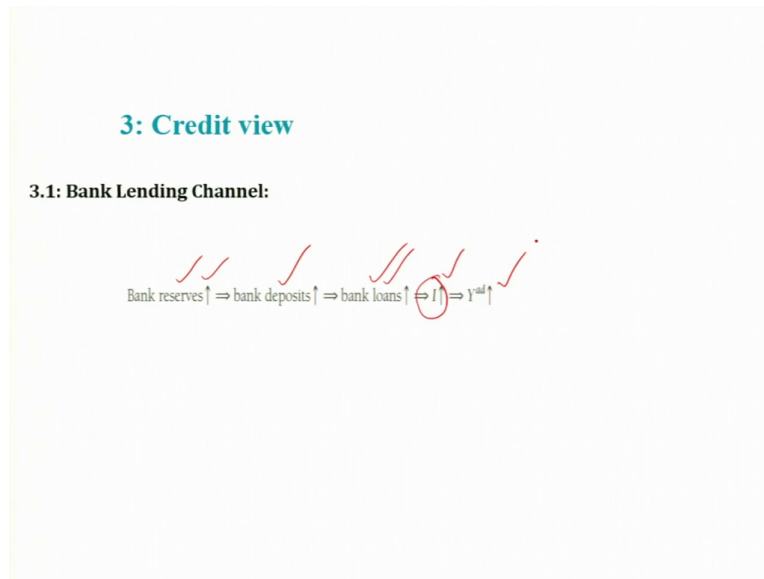 3: Credit view
3.1: Bank Lending Channel:
Bank reserves↑ ⇒ bank deposits↑ ⇒ bank loans↑ ⇒ I↑ ⇒ Y^ad↑